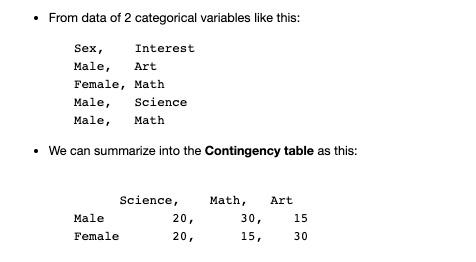 • From data of 2 categorical variables like this:
Sex,    Interest
Male,   Art
Female, Math
Male,   Science
Male,   Math
• We can summarize into the Contingency table as this:
Science,    Math,   Art
Male         20,      30,     15
Female       20,      15,     30